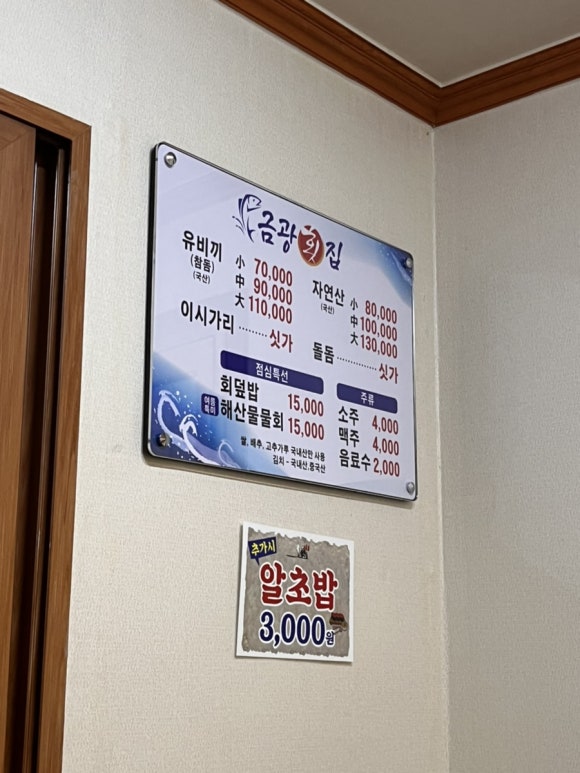 금광회집
유비끼
(참돔)
(국산)
小 70,000
中 90,000
大 110,000
이시가리 ········· 싯가
자연산
(국산)
小 80,000
中 100,000
大 130,000
돌돔 ·············· 싯가
점심특선
회덮밥 15,000
여름특미 해산물물회 15,000
쌀, 배추, 고추가루 국내산만 사용
김치 - 국내산,중국산
주류
소주 4,000
맥주 4,000
음료수 2,000
추가시
알초밥
3,000원